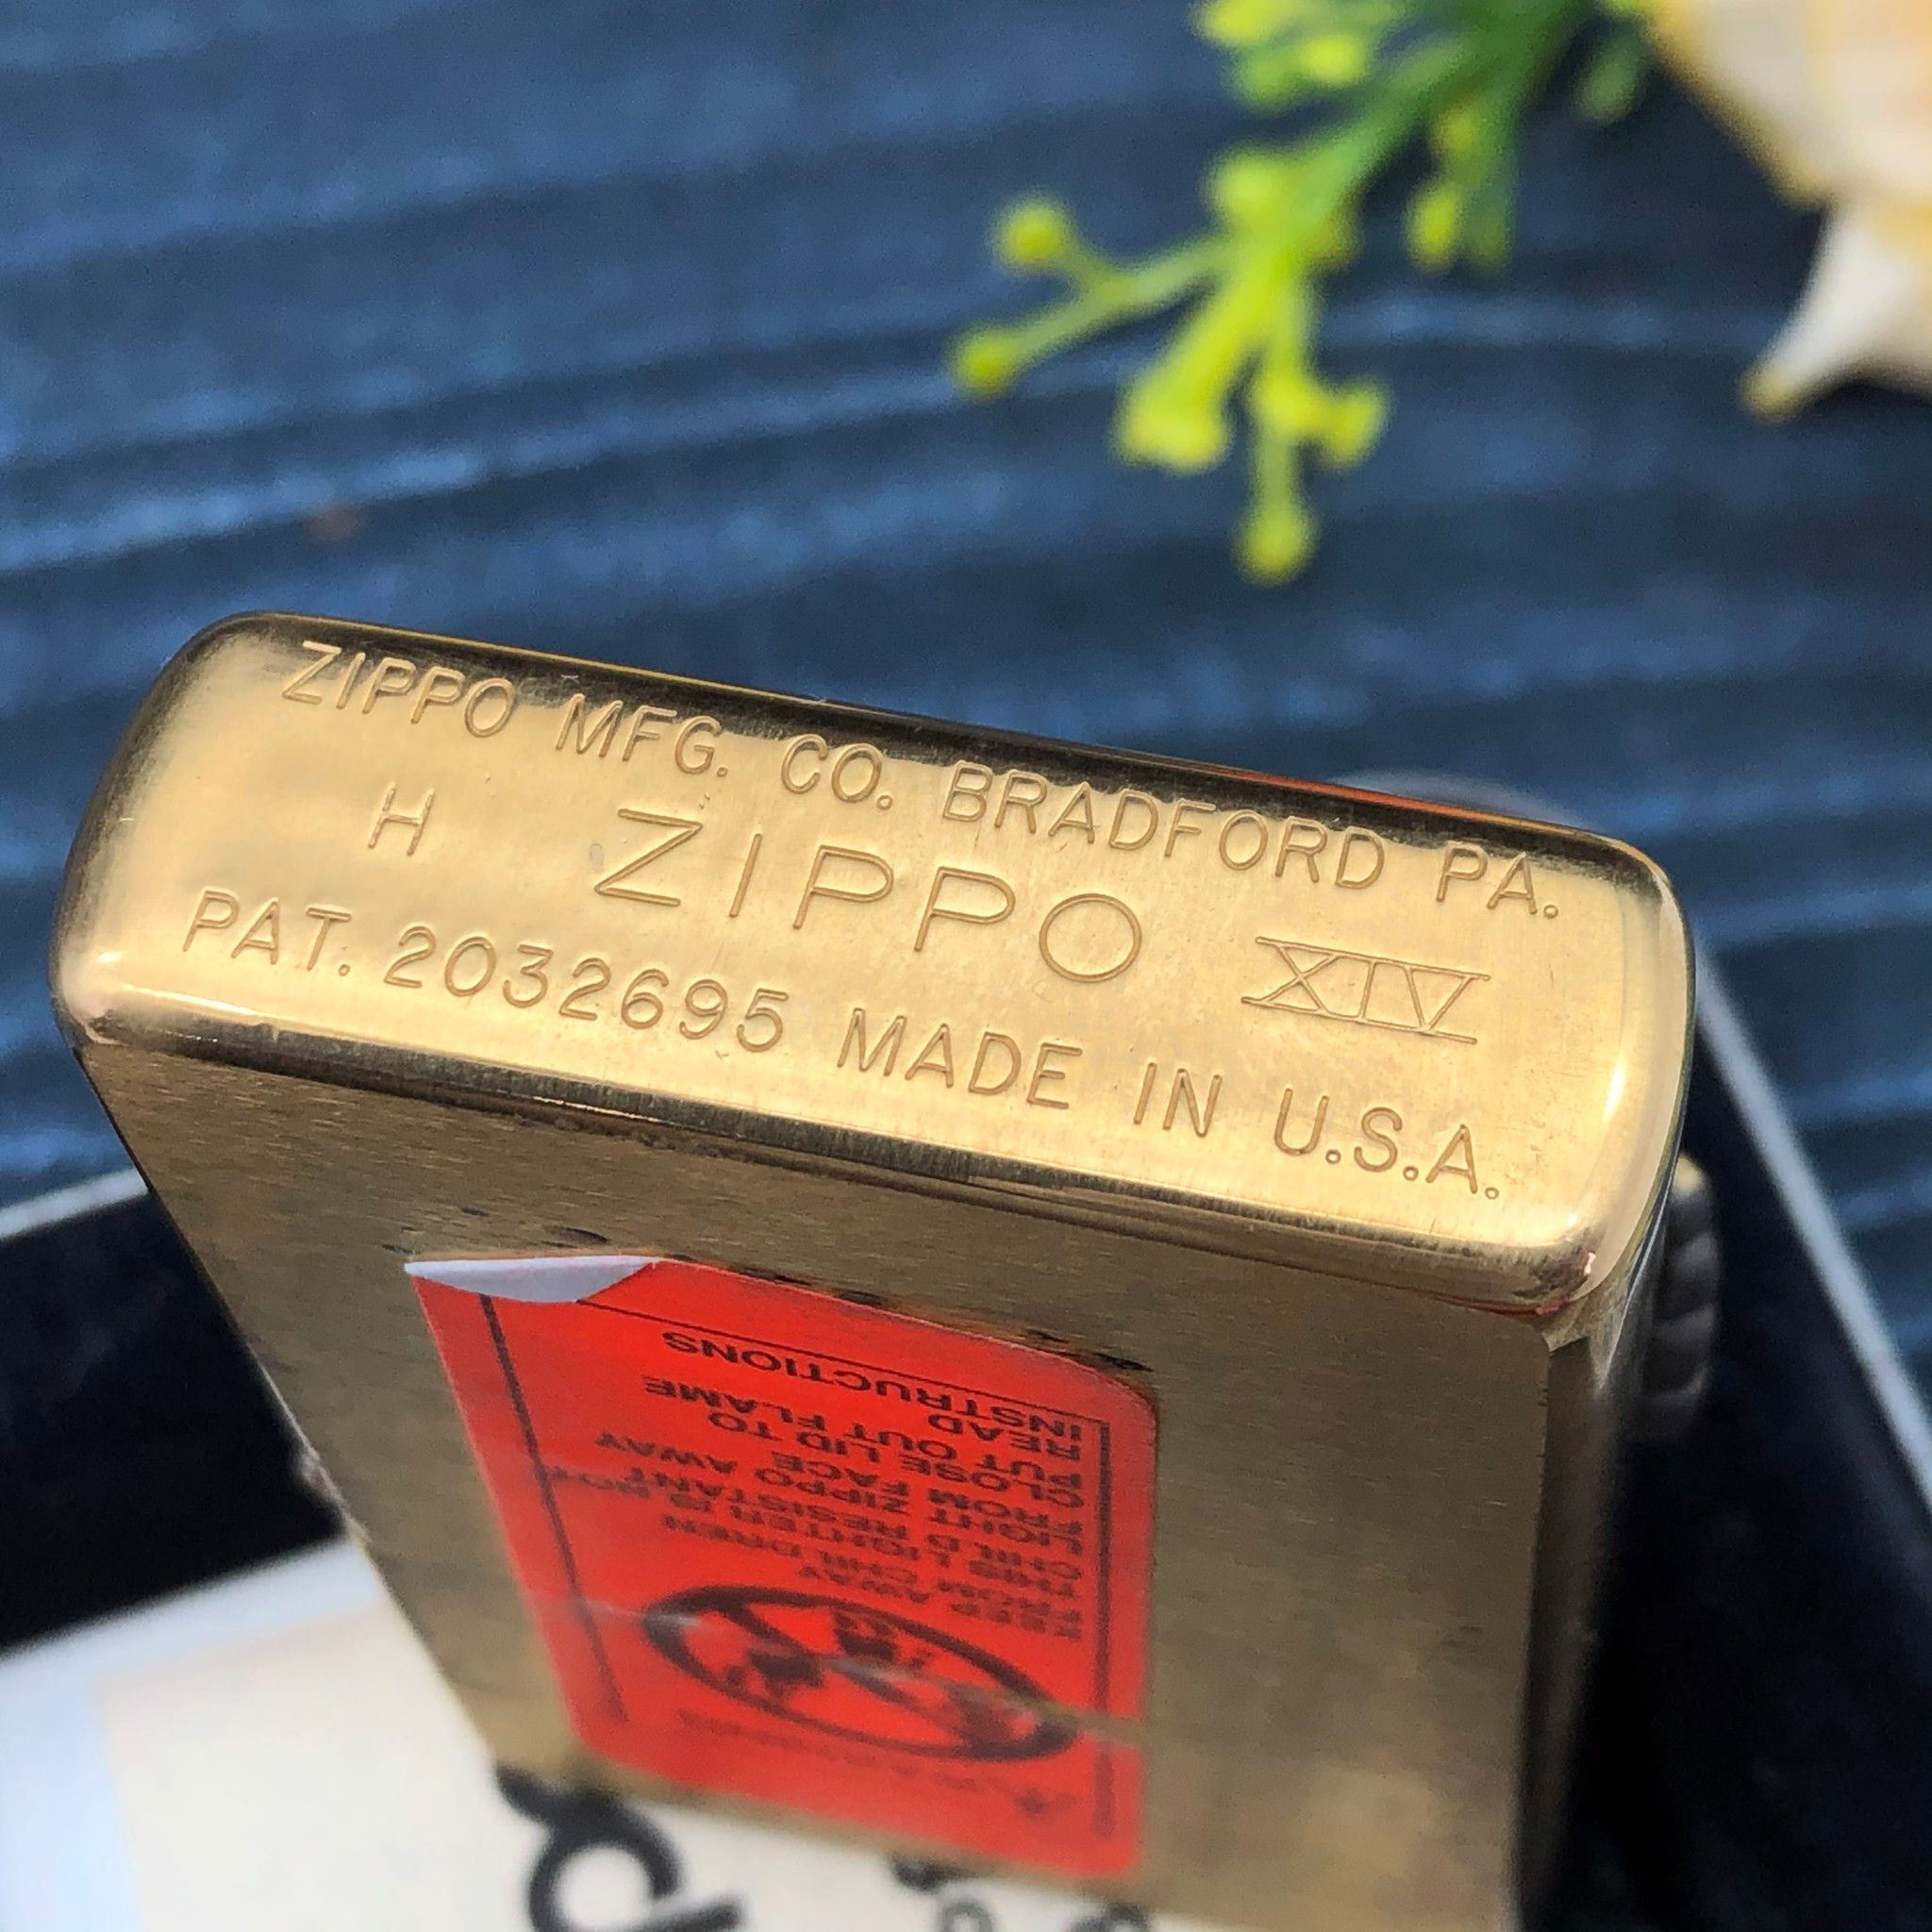 ZIPPO MFG. CO. BRADFORD PA.
H ZIPPO XIV
PAT. 2032695 MADE IN U.S.A.
KEEP AWAY
FROM CHILDREN
THIS LIGHTER IS NOT
CHILD RESISTANT
LIGHT ZIPPO AWAY
FROM FACE
CLOSE LID TO
PUT OUT FLAME
READ
INSTRUCTIONS